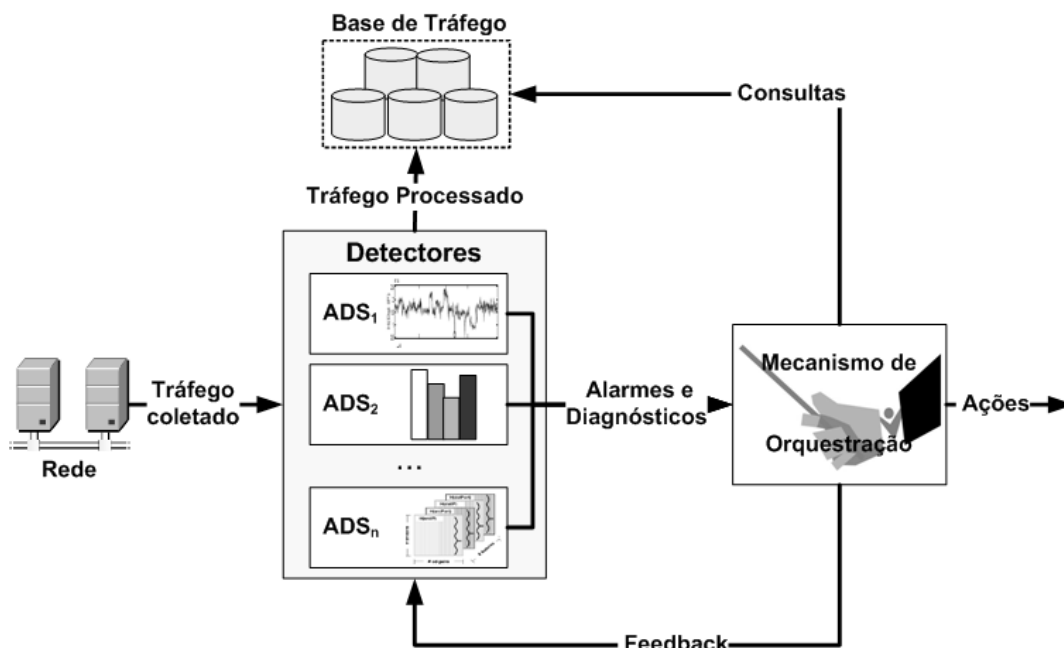 Base de Tráfego
Consultas
Tráfego Processado
Detectores
ADS1
ADS2
...
ADSn
Tráfego
coletado
Rede
Alarmes e
Diagnósticos
Mecanismo de
Orquestração
Ações
Feedback